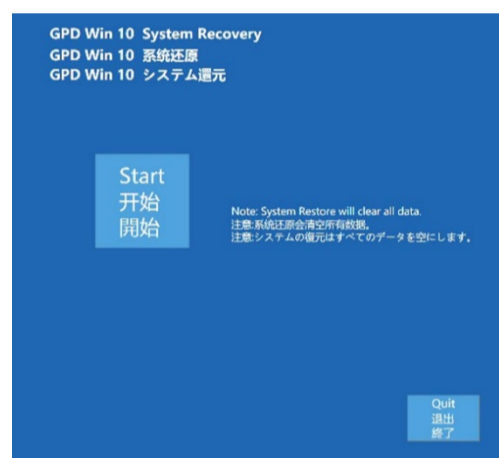 GPD Win 10 System Recovery
GPD Win 10 系统还原
GPD Win 10 システム還元
Start
开始
開始
Note: System Restore will clear all data.
注意:系统还原会清空所有数据。
注意:システムの復元はすべてのデータを空にします。
Quit
退出
終了